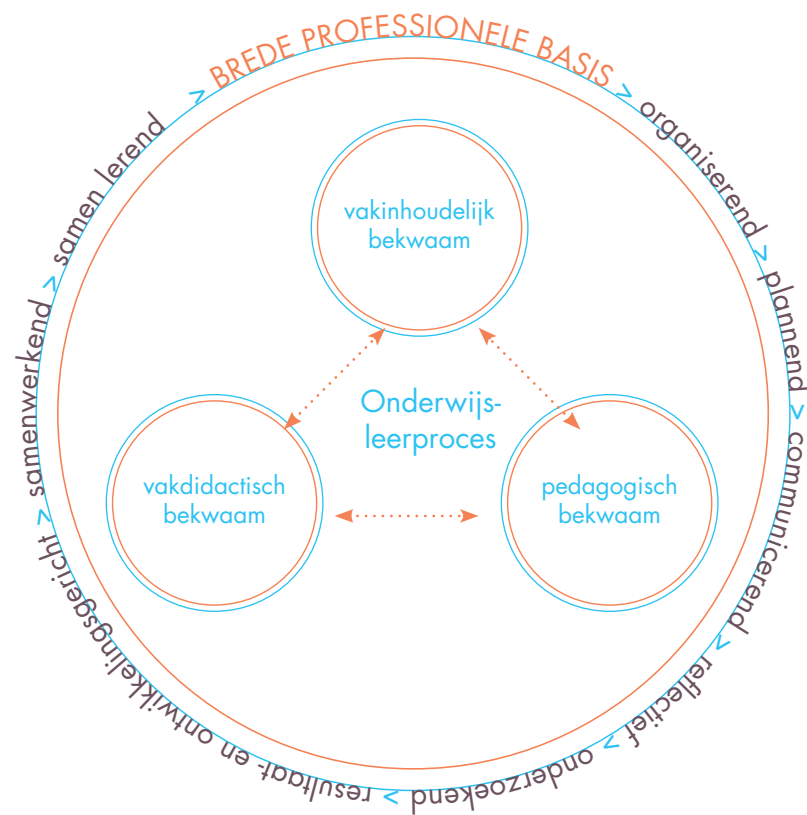 BREDE PROFESSIONELE BASIS > organiserend > plannend > communicerend > reflectief > onderzoekend > resultaat- en ontwikkelingsgericht > samenwerkend > samen lerend >
vakinhoudelijk
bekwaam
Onderwijs-
leerproces
vakdidactisch
bekwaam
pedagogisch
bekwaam